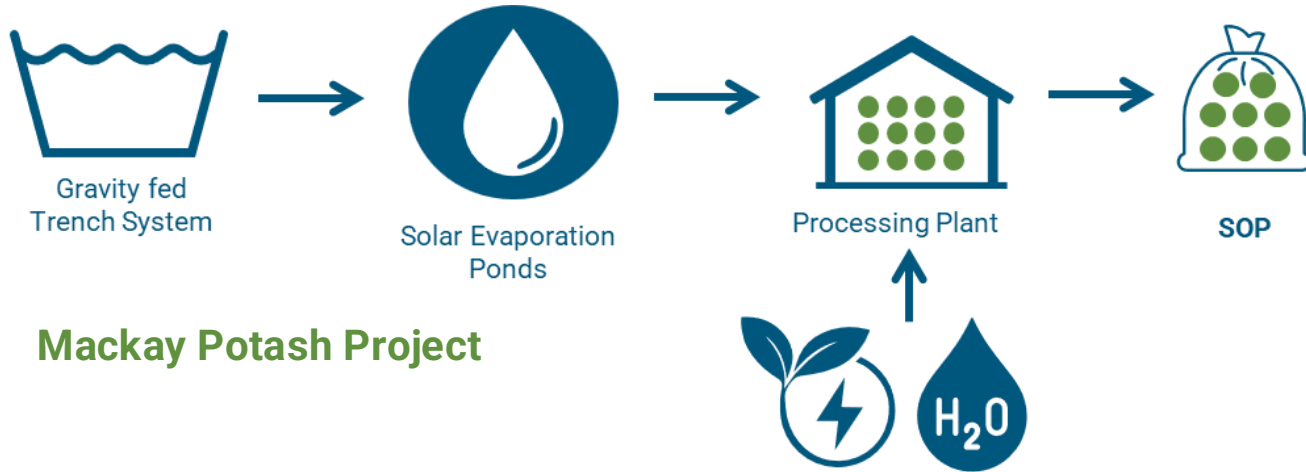 Gravity fed
Trench System
Solar Evaporation
Ponds
Processing Plant
SOP
Mackay Potash Project
H₂O